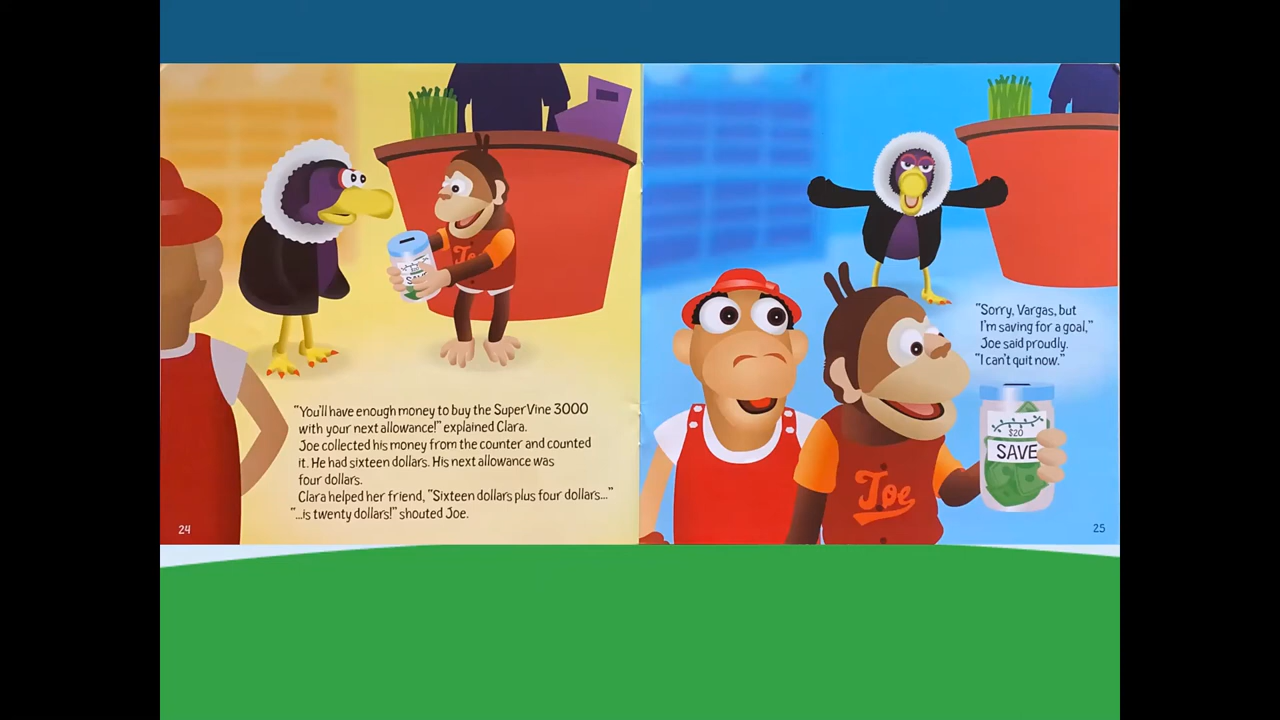 Joe
SAVE
"You'll have enough money to buy the SuperVine 3000
with your next allowance!" explained Clara.
Joe collected his money from the counter and counted
it. He had sixteen dollars. His next allowance was
four dollars.
Clara helped her friend, "Sixteen dollars plus four dollars..."
"...is twenty dollars!" shouted Joe.
24
"Sorry, Vargas, but
I'm saving for a goal,"
Joe said proudly.
"I can't quit now."
$20
SAVE
Joe
25